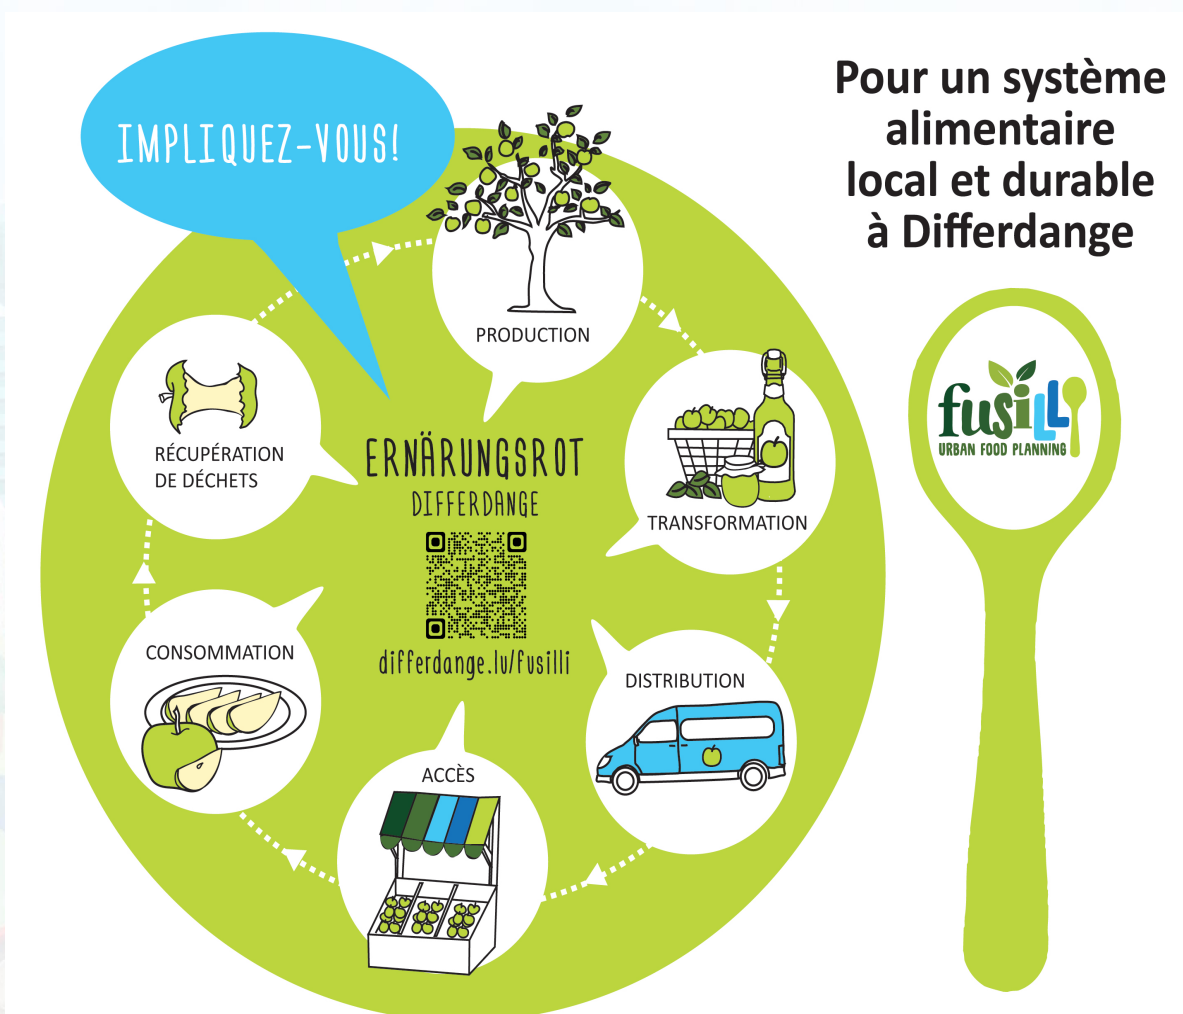 IMPLIQUEZ-VOUS!
Pour un système
alimentaire
local et durable
à Differdange
PRODUCTION
TRANSFORMATION
DISTRIBUTION
ACCÈS
CONSOMMATION
RÉCUPÉRATION
DE DÉCHETS
ERNÄRUNGSROT
DIFFERDANGE
differdange.lu/fusilli
fusilli
URBAN FOOD PLANNING